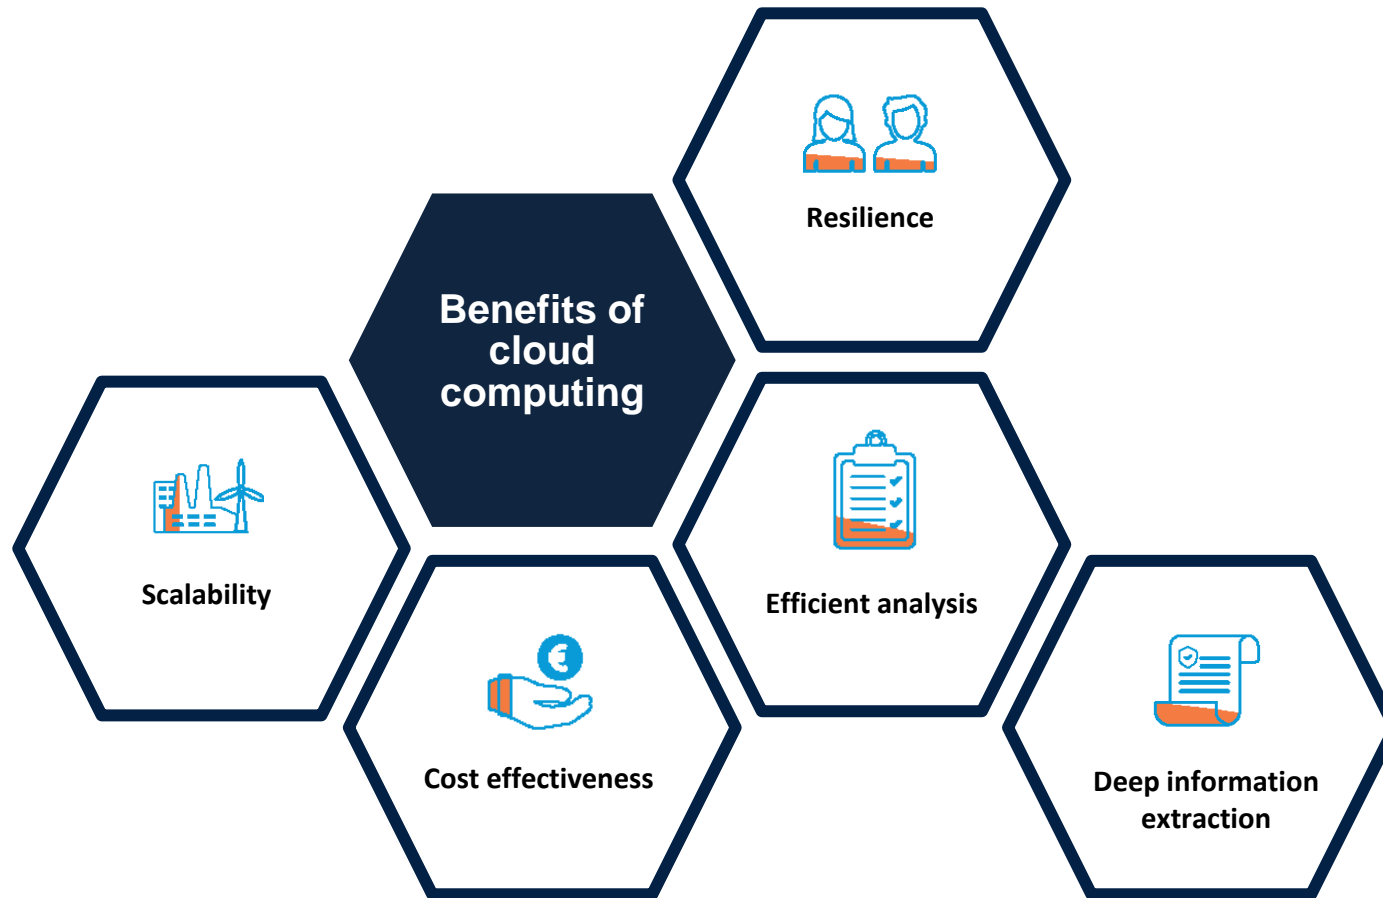 Resilience
Benefits of
cloud
computing
Scalability
Efficient analysis
Cost effectiveness
Deep information
extraction